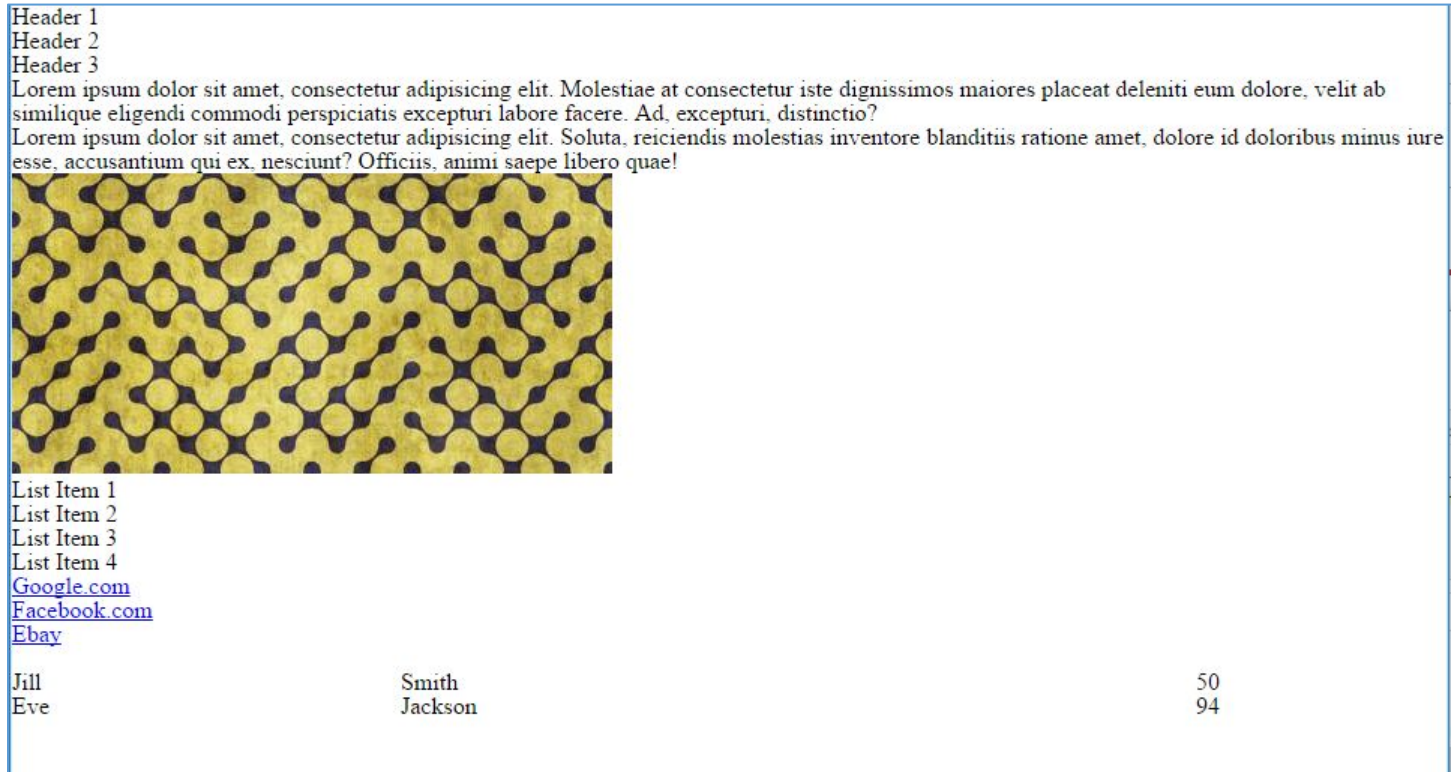 Header 1
Header 2
Header 3
Lorem ipsum dolor sit amet, consectetur adipisicing elit. Molestiae at consectetur iste dignissimos maiores placeat deleniti eum dolore, velit ab
similique eligendi commodi perspiciatis excepturi labore facere. Ad, excepturi, distinctio?
Lorem ipsum dolor sit amet, consectetur adipisicing elit. Soluta, reiciendis molestias inventore blanditiis ratione amet, dolore id doloribus minus iure
esse, accusantium qui ex, nesciunt? Officiis, animi saepe libero quae!
List Item 1
List Item 2
List Item 3
List Item 4
Google.com
Facebook.com
Ebay
Jill Smith 50
Eve Jackson 94